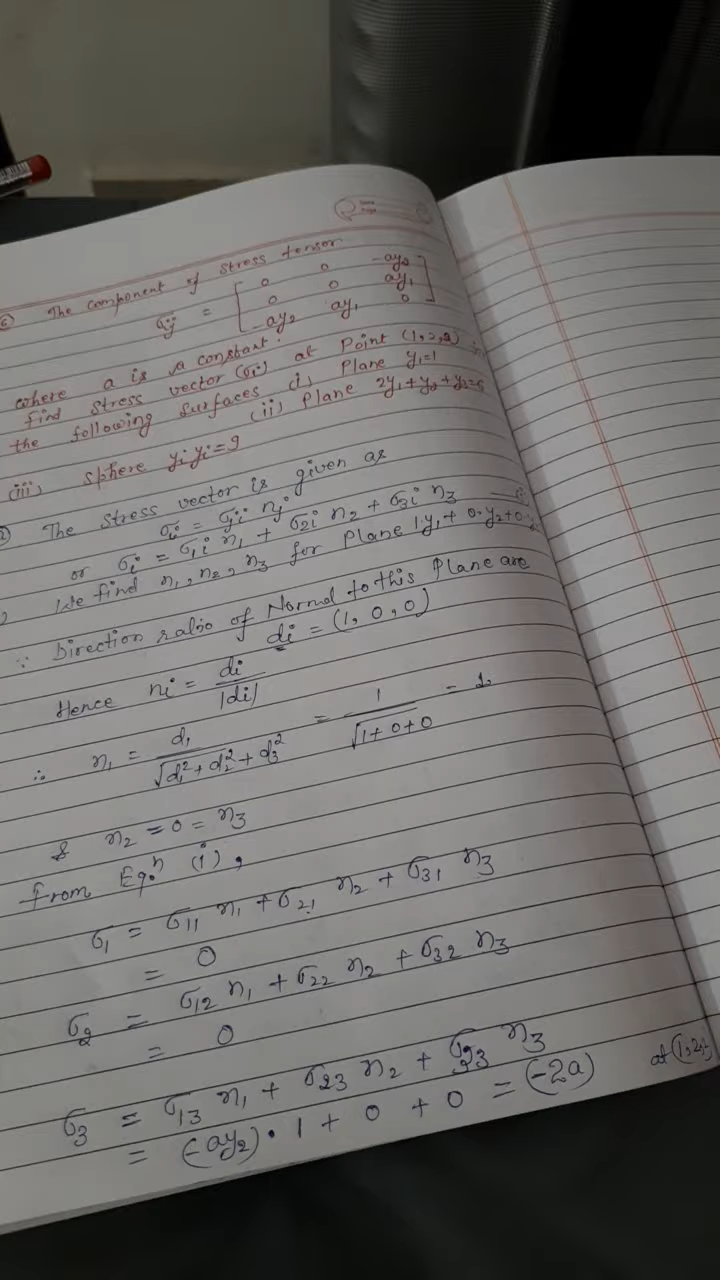 The component of stress tensor
σij = [ 0 0 -ay2
0 0 ay1
-ay2 ay1 0 ]
where a is a constant.
find stress vector (σi) at Point (1,2,2)
the following surfaces (i) Plane y1=1
(ii) Plane 2y1+y2+y3=6
(iii) sphere yi yi = 9
The stress vector is given as
σi = σji nj
or σi = σ1i n1 + σ2i n2 + σ3i n3 — (i)
We find n1, n2, n3 for Plane 1.y1 + 0.y2 + 0.
∵ Direction ratio of Normal to this Plane are
di = (1, 0, 0)
Hence ni = di / |di|
∴ n1 = d1 / √d1² + d2² + d3² = 1 / √1+0+0 = 1.
& n2 = 0 = n3
from Eqn (i),
σ1 = σ11 n1 + σ21 n2 + σ31 n3
= 0
σ2 = σ12 n1 + σ22 n2 + σ32 n3
= 0
σ3 = σ13 n1 + σ23 n2 + σ33 n3
= (-ay2) • 1 + 0 + 0 = (-2a) at (1,2,